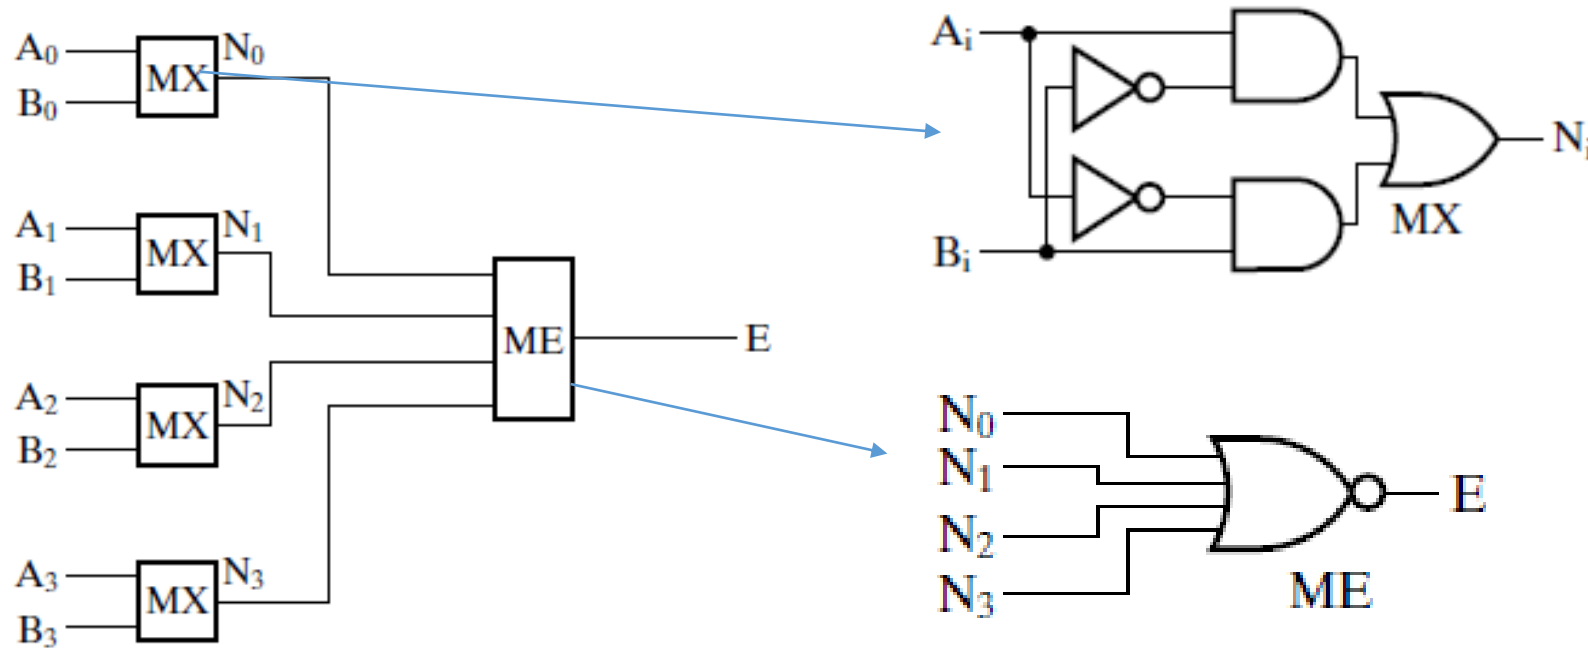 A₀
N₀
MX
B₀
A₁
N₁
MX
B₁
ME
E
A₂
N₂
MX
B₂
A₃
N₃
MX
B₃
Aᵢ
Nᵢ
MX
Bᵢ
N₀
N₁
E
N₂
N₃
ME